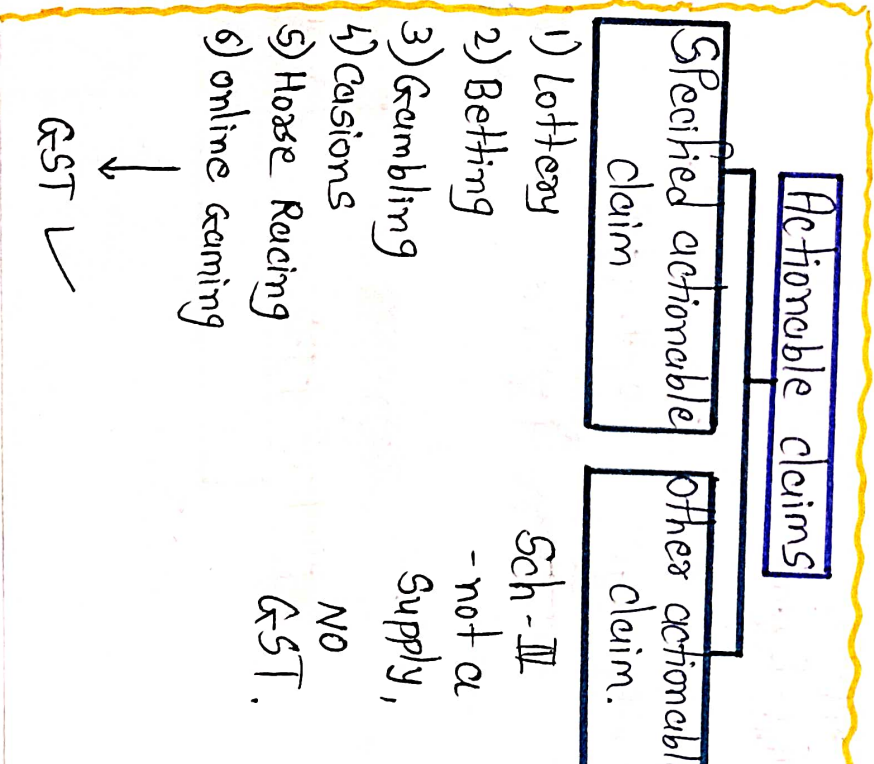 Actionable claims
Specified actionable
claim
1) Lottery
2) Betting
3) Gambling
4) Casions
5) Horse Racing
6) online Gaming
GST ✓
other actionabl
claim.
Sch-III
-not a
Supply,
NO
GST.